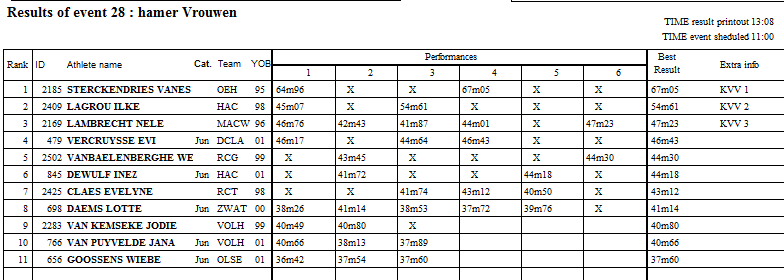 Results of event 28 : hamer Vrouwen
TIME result printout 13:08
TIME event sheduled 11:00
Rank ID Athlete name Cat. Team YOB Performances Best Result Extra info
1 2 3 4 5 6
1 2185 STERCKENDRIES VANES OEH 95 64m96 X X 67m05 X X 67m05 KVV 1
2 2409 LAGROU ILKE HAC 98 45m07 X 54m61 X X X 54m61 KVV 2
3 2169 LAMBRECHT NELE MACW 96 46m76 42m43 41m87 44m01 X 47m23 47m23 KVV 3
4 479 VERCRUYSSE EVI Jun DCLA 01 46m17 X 44m64 46m43 X X 46m43
5 2502 VANBAELENBERGHE WE RCG 99 X 43m45 X X X 44m30 44m30
6 845 DEWULF INEZ Jun HAC 01 X 41m72 X X 44m18 X 44m18
7 2425 CLAES EVELYNE RCT 98 X X 41m74 43m12 40m50 X 43m12
8 698 DAEMS LOTTE Jun ZWAT 00 38m26 41m14 38m53 37m72 39m76 X 41m14
9 2283 VAN KEMSEKE JODIE VOLH 99 40m49 40m80 X 40m80
10 766 VAN PUYVELDE JANA Jun VOLH 01 40m66 38m13 37m89 40m66
11 656 GOOSSENS WIEBE Jun OLSE 01 36m42 37m54 37m60 37m60